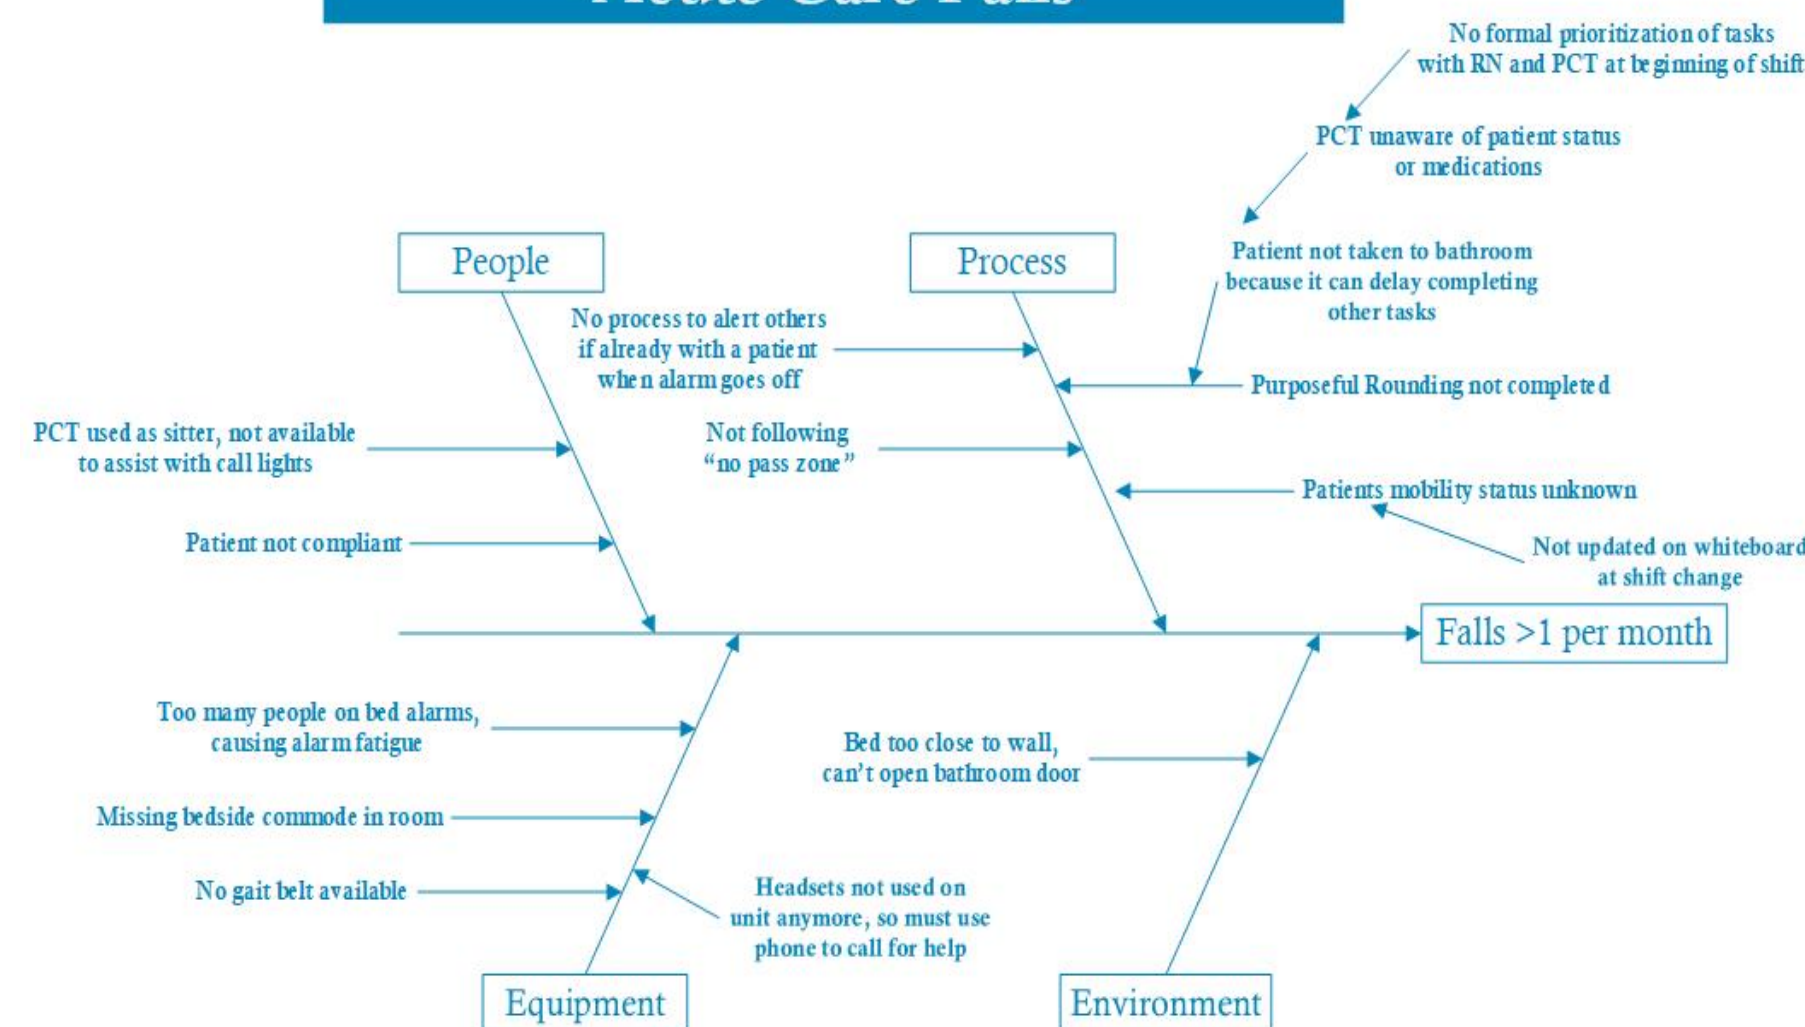 Acute Care Falls
No formal prioritization of tasks
with RN and PCT at beginning of shift
PCT unaware of patient status
or medications
People
Process
Patient not taken to bathroom
because it can delay completing
other tasks
No process to alert others
if already with a patient
when alarm goes off
Purposeful Rounding not completed
PCT used as sitter, not available
to assist with call lights
Not following
“no pass zone”
Patients mobility status unknown
Patient not compliant
Not updated on whiteboard
at shift change
Falls >1 per month
Too many people on bed alarms,
causing alarm fatigue
Bed too close to wall,
can’t open bathroom door
Missing bedside commode in room
No gait belt available
Headsets not used on
unit anymore, so must use
phone to call for help
Equipment
Environment